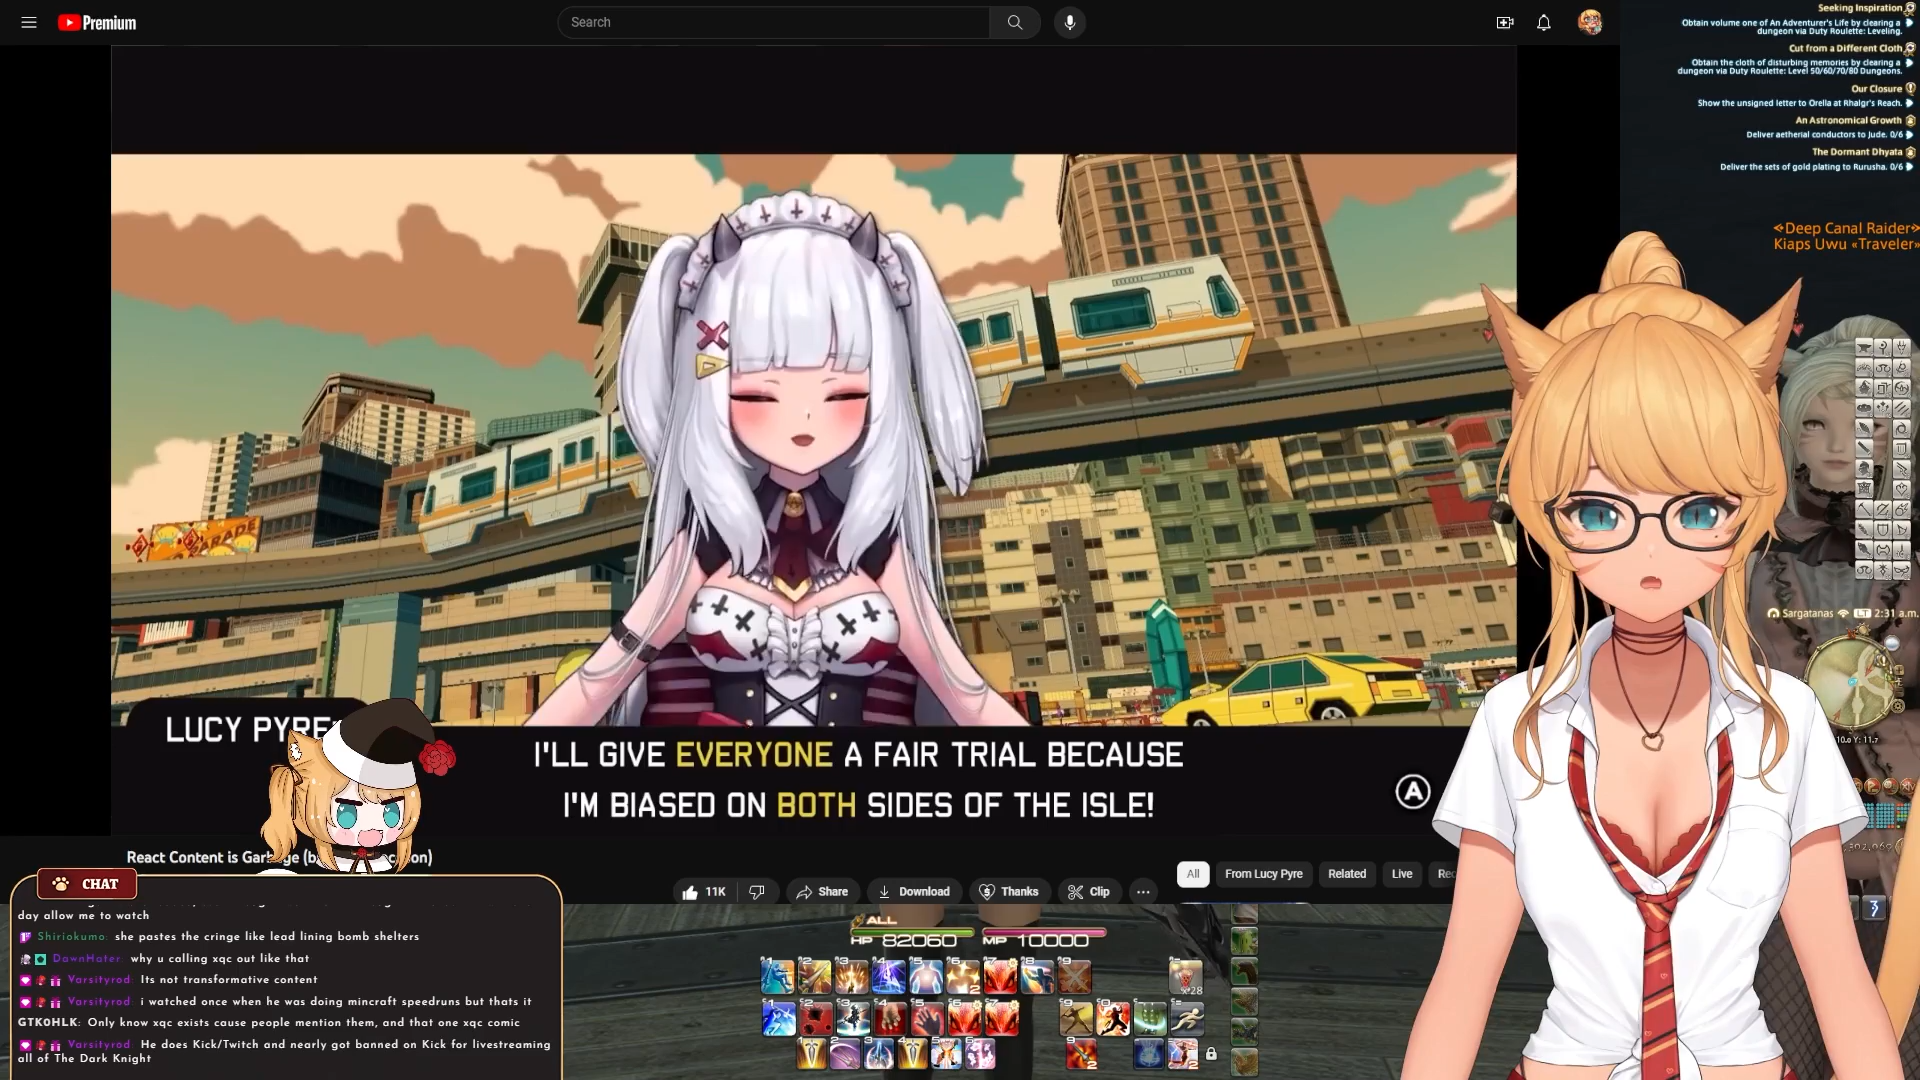 Premium
Search
Seeking Inspiration
Obtain volume one of An Adventurer's Life by clearing a
dungeon via Duty Roulette: Leveling.
Cut from a Different Cloth
Obtain the cloth of disturbing memories by clearing a
dungeon via Duty Roulette: Level 50/60/70/80 Dungeons.
Our Closure
Show the unsigned letter to Orella at Rhalgr's Reach.
An Astronomical Growth
Deliver aetherial conductors to Jude. 0/6
The Dormant Dhyata
Deliver the sets of gold plating to Rurusha. 0/6
Deep Canal Raider
Kiaps Uwu «Traveler»
Sargatanas LT 2:31 a.m.
LUCY PYRE
I'LL GIVE EVERYONE A FAIR TRIAL BECAUSE
I'M BIASED ON BOTH SIDES OF THE ISLE!
A
React Content is
11K
Share
Download
Thanks
Clip
All
From Lucy Pyre
Related
Live
CHAT
day allow me to watch
Shiriokumo: she pastes the cringe like lead lining bomb shelters
DawnHater: why u calling xqc out like that
Varsityrod: Its not transformative content
Varsityrod: i watched once when he was doing mincraft speedruns but thats it
GTK0HLK: Only know xqc exists cause people mention them, and that one xqc comic
Varsityrod: He does Kick/Twitch and nearly got banned on Kick for livestreaming
all of The Dark Knight
ALL
HP 82060 MP 10000